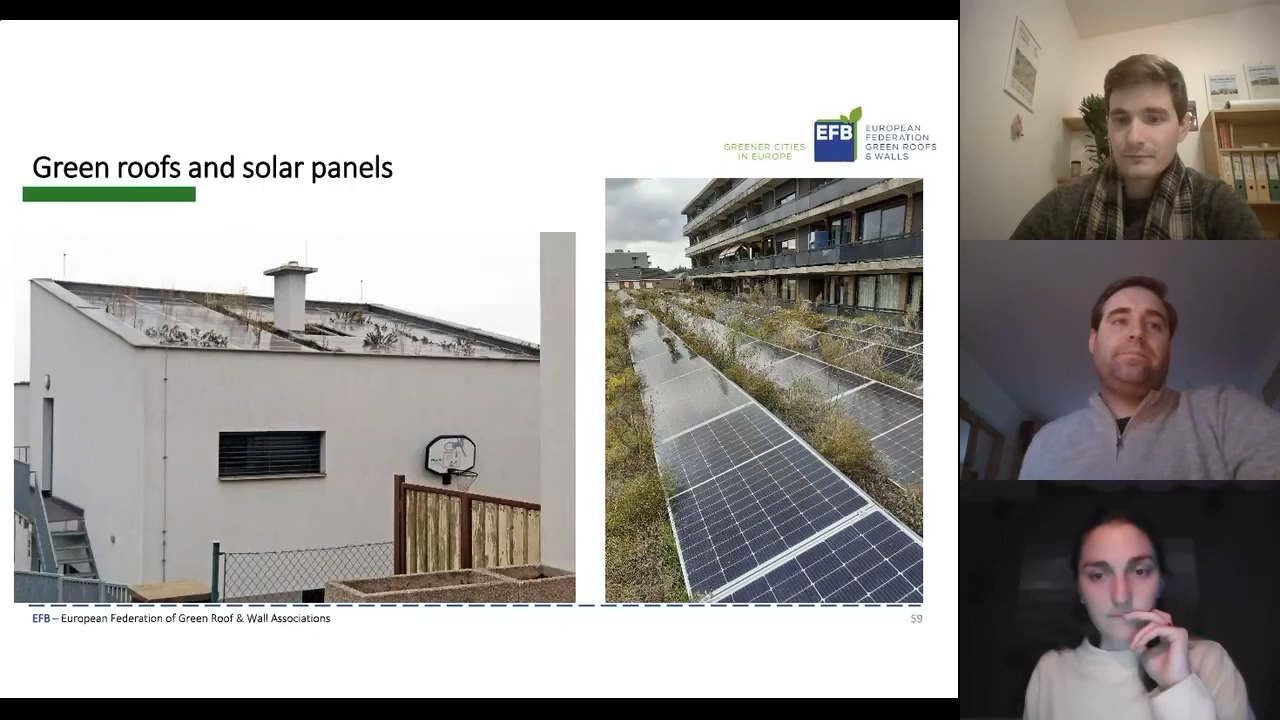 Green roofs and solar panels
GREENER CITIES
IN EUROPE
EFB
EUROPEAN
FEDERATION
GREEN ROOFS
& WALLS
EFB – European Federation of Green Roof & Wall Associations
59